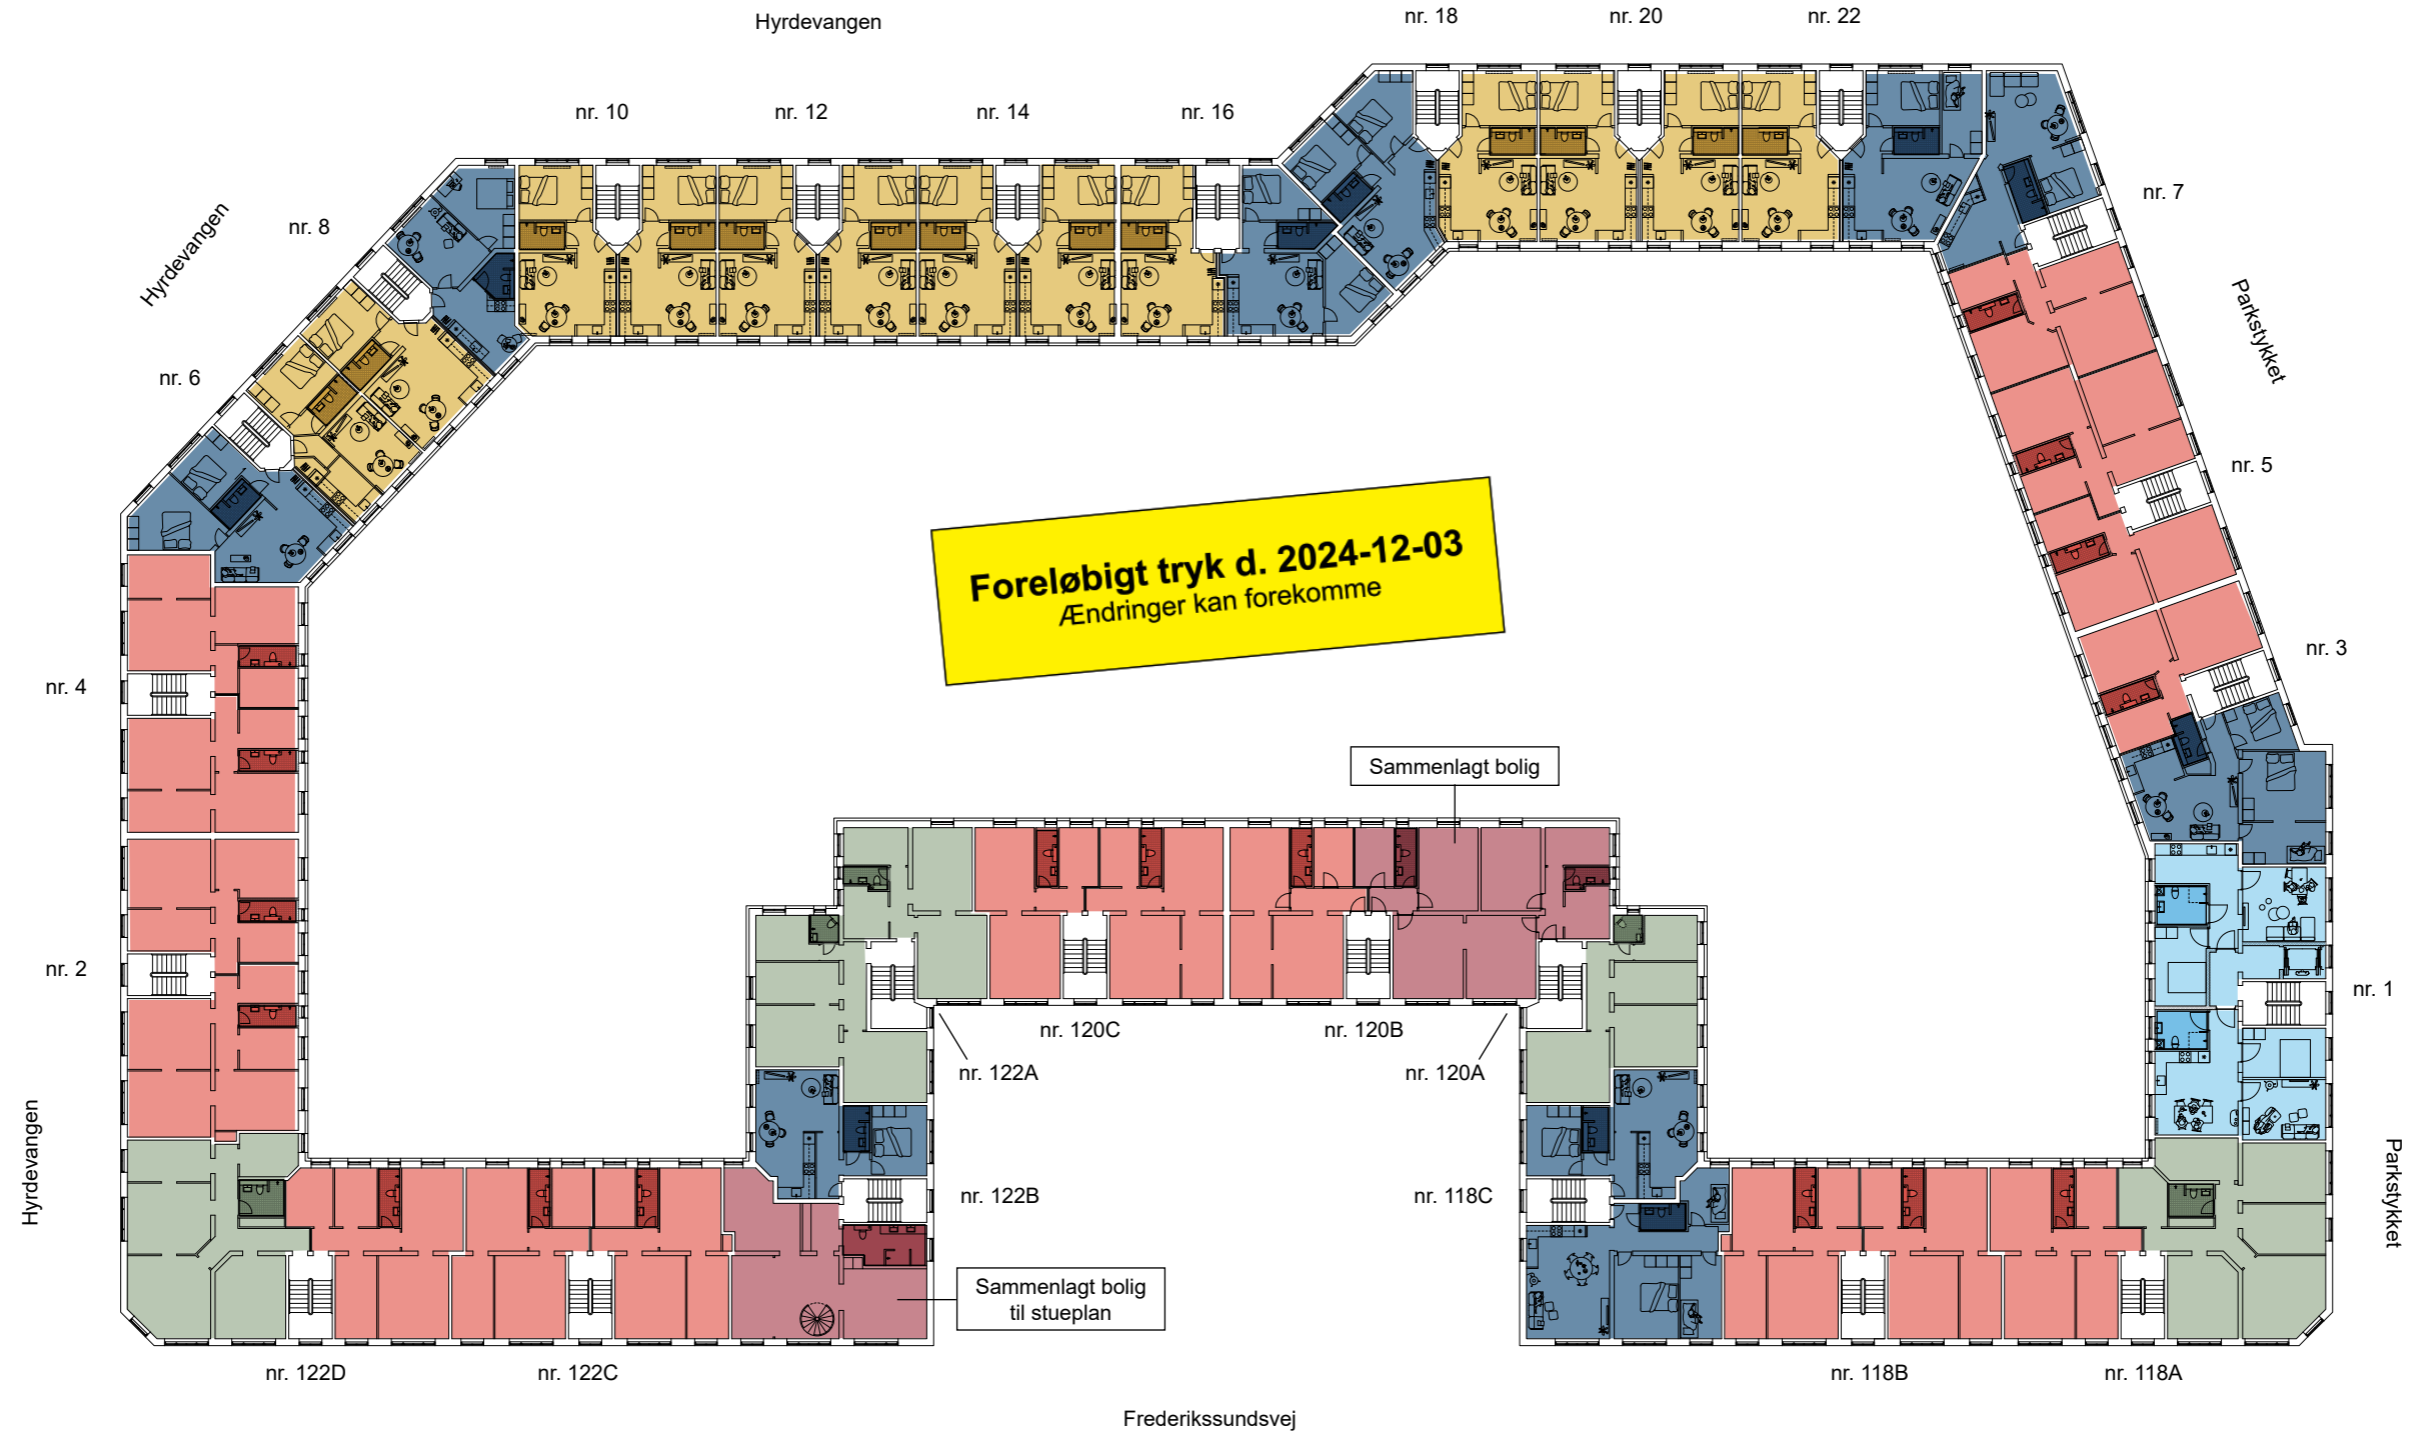 Hyrdevangen
nr. 18
nr. 20
nr. 22
nr. 10
nr. 12
nr. 14
nr. 16
nr. 7
nr. 8
Hyrdevangen
Parkstykket
nr. 6
nr. 5
Foreløbigt tryk d. 2024-12-03
Ændringer kan forekomme
nr. 3
nr. 4
Sammenlagt bolig
nr. 2
nr. 1
nr. 120C
nr. 120B
nr. 122A
nr. 120A
Hyrdevangen
nr. 122B
nr. 118C
Parkstykket
Sammenlagt bolig
til stueplan
nr. 122D
nr. 122C
nr. 118B
nr. 118A
Frederikssundsvej